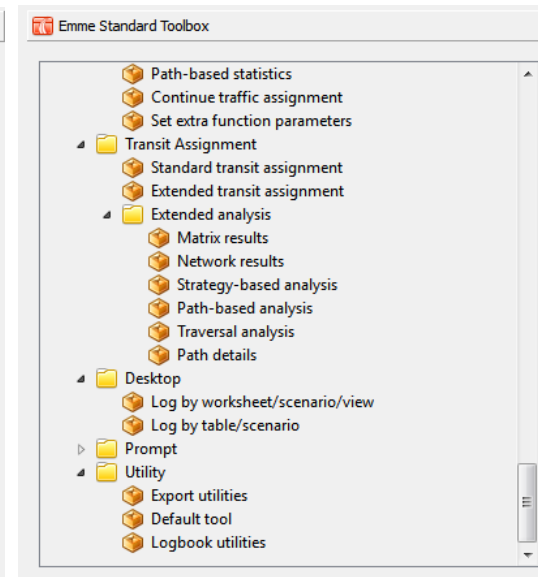 Emme Standard Toolbox
Path-based statistics
Continue traffic assignment
Set extra function parameters
Transit Assignment
Standard transit assignment
Extended transit assignment
Extended analysis
Matrix results
Network results
Strategy-based analysis
Path-based analysis
Traversal analysis
Path details
Desktop
Log by worksheet/scenario/view
Log by table/scenario
Prompt
Utility
Export utilities
Default tool
Logbook utilities